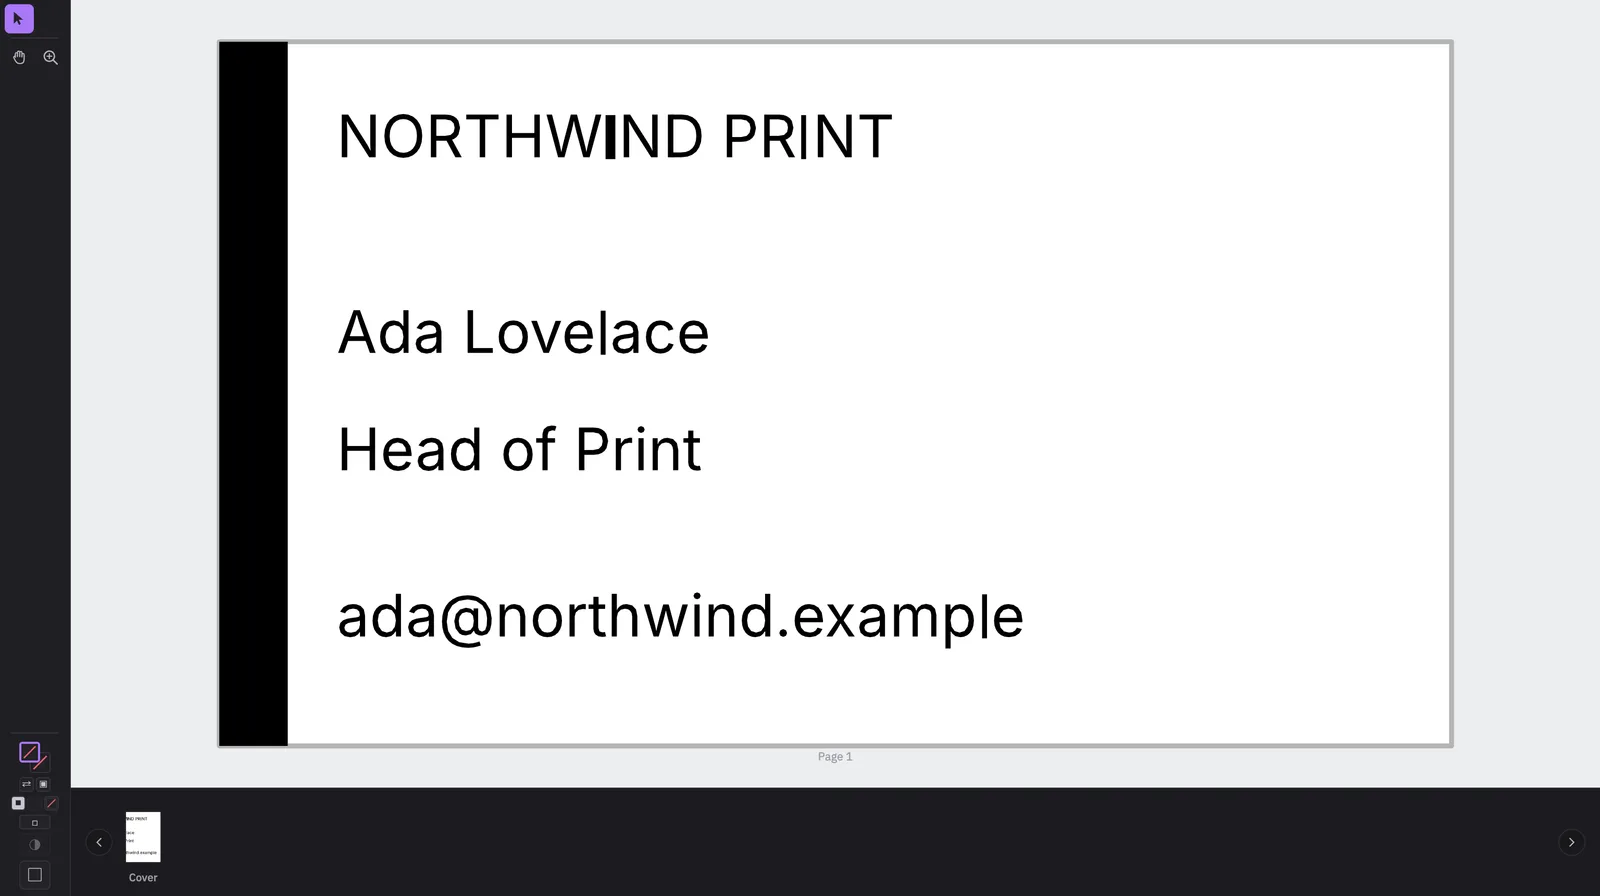 NORTHWIND PRINT
Ada Lovelace
Head of Print
ada@northwind.example
Page 1
Cover